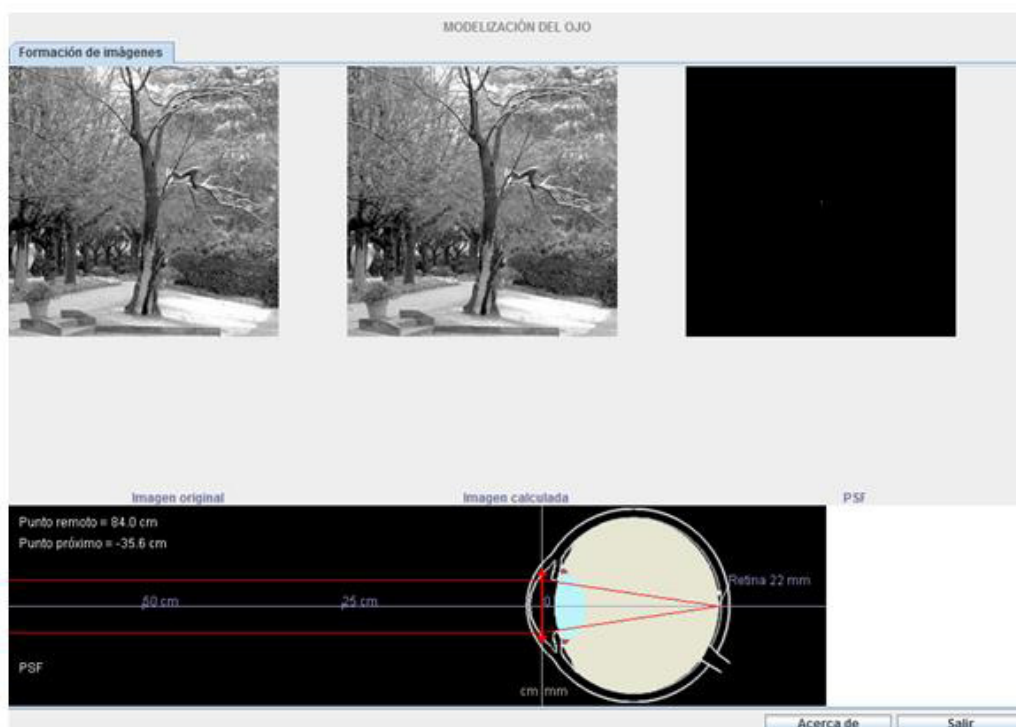 MODELIZACIÓN DEL OJO
Formación de imàgenes
Imagen original
Imagen calculada
PSF
Punto remoto = 84.0 cm
Punto próximo = -35.6 cm
Retina 22 mm
50 cm
25 cm
0
PSF
cm mm
Acerca de
Salir